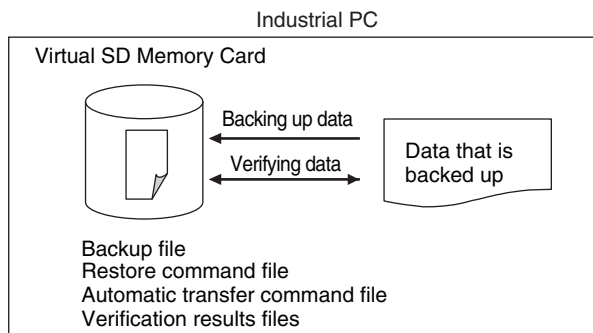 Industrial PC
Virtual SD Memory Card
Backing up data
Verifying data
Data that is
backed up
Backup file
Restore command file
Automatic transfer command file
Verification results files